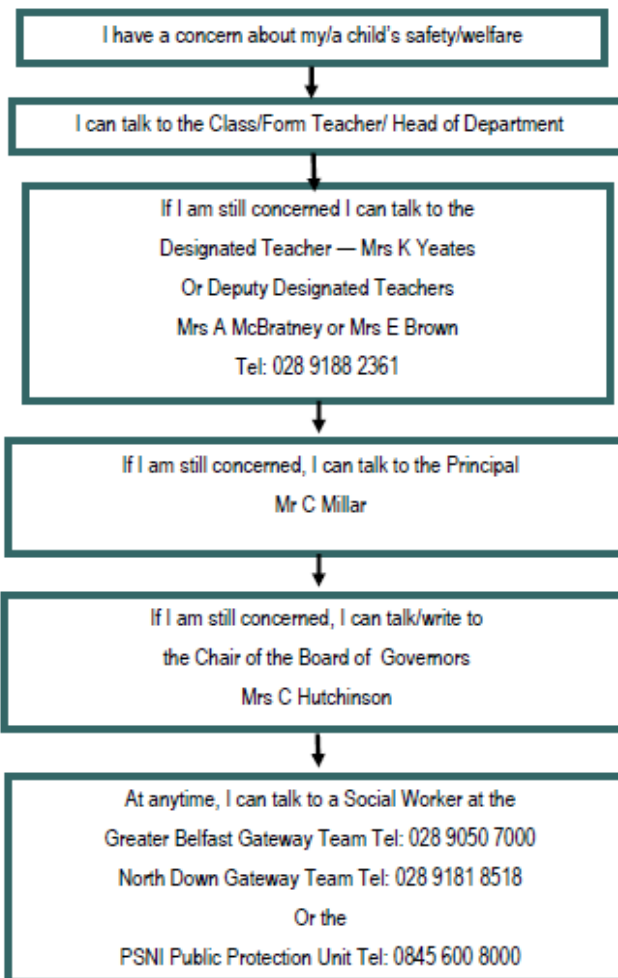 I have a concern about my/a child's safety/welfare
I can talk to the Class/Form Teacher/ Head of Department
If I am still concerned I can talk to the
Designated Teacher — Mrs K Yeates
Or Deputy Designated Teachers
Mrs A McBratney or Mrs E Brown
Tel: 028 9188 2361
If I am still concerned, I can talk to the Principal
Mr C Millar
If I am still concerned, I can talk/write to
the Chair of the Board of Governors
Mrs C Hutchinson
At anytime, I can talk to a Social Worker at the
Greater Belfast Gateway Team Tel: 028 9050 7000
North Down Gateway Team Tel: 028 9181 8518
Or the
PSNI Public Protection Unit Tel: 0845 600 8000